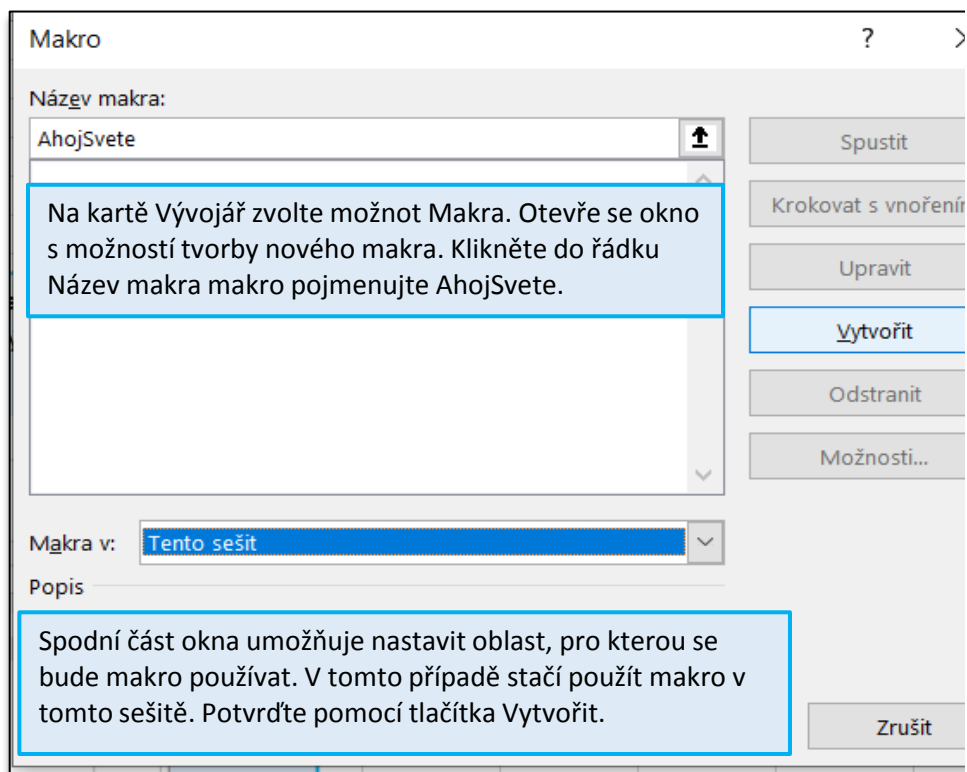 Makro
?
Název makra:
AhojSvete
Spustit
Na kartě Vývojář zvolte možnot Makra. Otevře se okno
s možností tvorby nového makra. Klikněte do řádku
Název makra makro pojmenujte AhojSvete.
Krokovat s vnořením
Upravit
Vytvořit
Odstranit
Možnosti...
Makra v:
Tento sešit
Popis
Spodní část okna umožňuje nastavit oblast, pro kterou se
bude makro používat. V tomto případě stačí použít makro v
tomto sešitě. Potvrďte pomocí tlačítka Vytvořit.
Zrušit